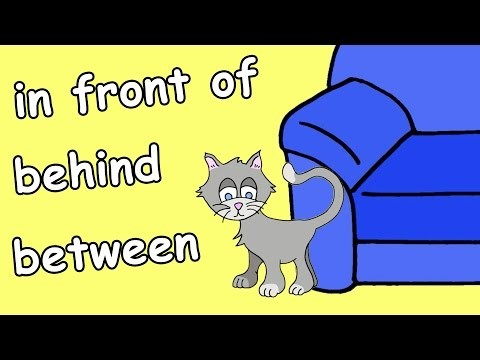 in front of
behind
between